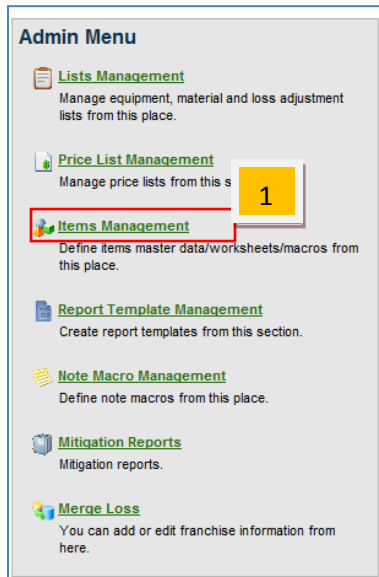 Admin Menu
Lists Management
Manage equipment, material and loss adjustment
lists from this place.
Price List Management
Manage price lists from this s
1
Items Management
Define items master data/worksheets/macros from
this place.
Report Template Management
Create report templates from this section.
Note Macro Management
Define note macros from this place.
Mitigation Reports
Mitigation reports.
Merge Loss
You can add or edit franchise information from
here.